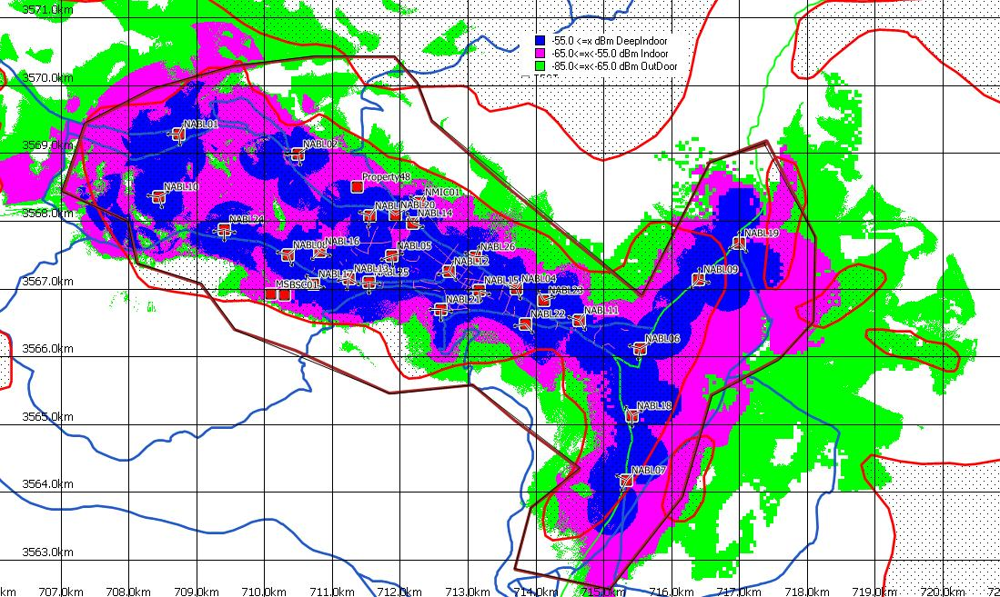 3571.0km
-55.0 <=x dBm DeepIndoor
-65.0<=x<-55.0 dBm Indoor
-85.0<=x<-65.0 dBm OutDoor
3570.0km
NABL01
3569.0km
NABL02
Property48
NABL10
NMIC01
NABL20
NABL14
3568.0km
NABL24
NABL19
NABL16
NABL05
NABL26
NABL12
NABL09
3567.0km
MSBSC01
NABL15
NABL04
NABL23
NABL21
NABL22
NABL11
3566.0km
NABL06
NABL18
3565.0km
NABL07
3564.0km
3563.0km
707.0km 708.0km 709.0km 710.0km 711.0km 712.0km 713.0km 714.0km 715.0km 716.0km 717.0km 718.0km 719.0km 720.0km